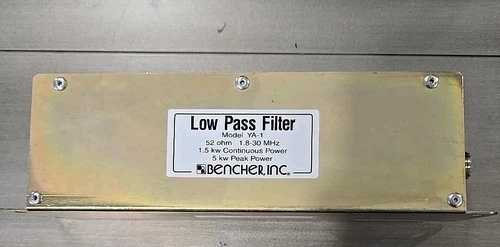 Low Pass Filter
Model YA-1
52 ohm 1.8-30 MHz
1.5 kw Continuous Power
5 kw Peak Power
BENCHER, INC.